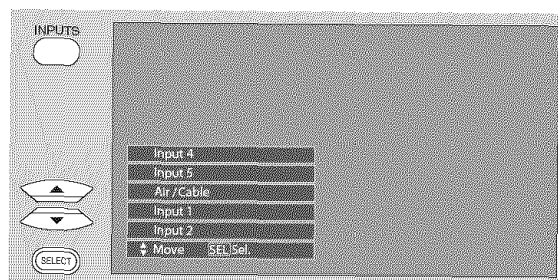 INPUTS
Input 4
Input 5
Air / Cable
Input 1
Input 2
Move SEL Sel.
SELECT